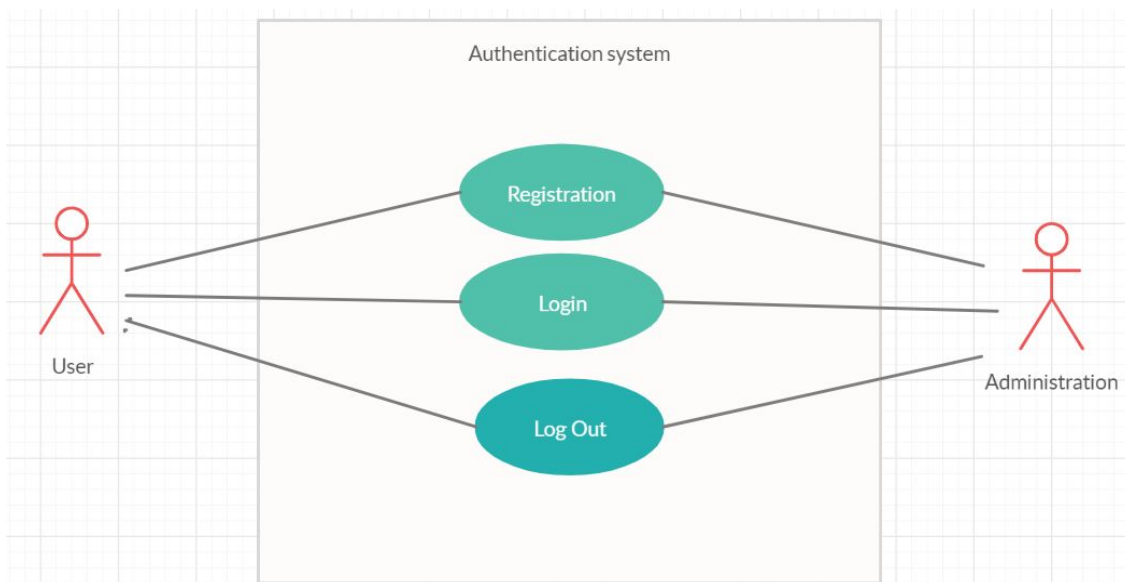 Authentication system
Registration
Login
User
Administration
Log Out